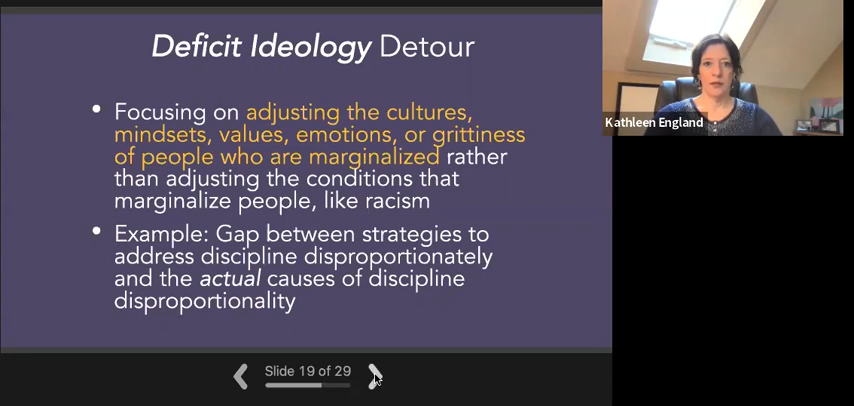 Deficit Ideology Detour
• Focusing on adjusting the cultures,
mindsets, values, emotions, or grittiness
of people who are marginalized rather
than adjusting the conditions that
marginalize people, like racism
• Example: Gap between strategies to
address discipline disproportionately
and the actual causes of discipline
disproportionality
Slide 19 of 29
Kathleen England